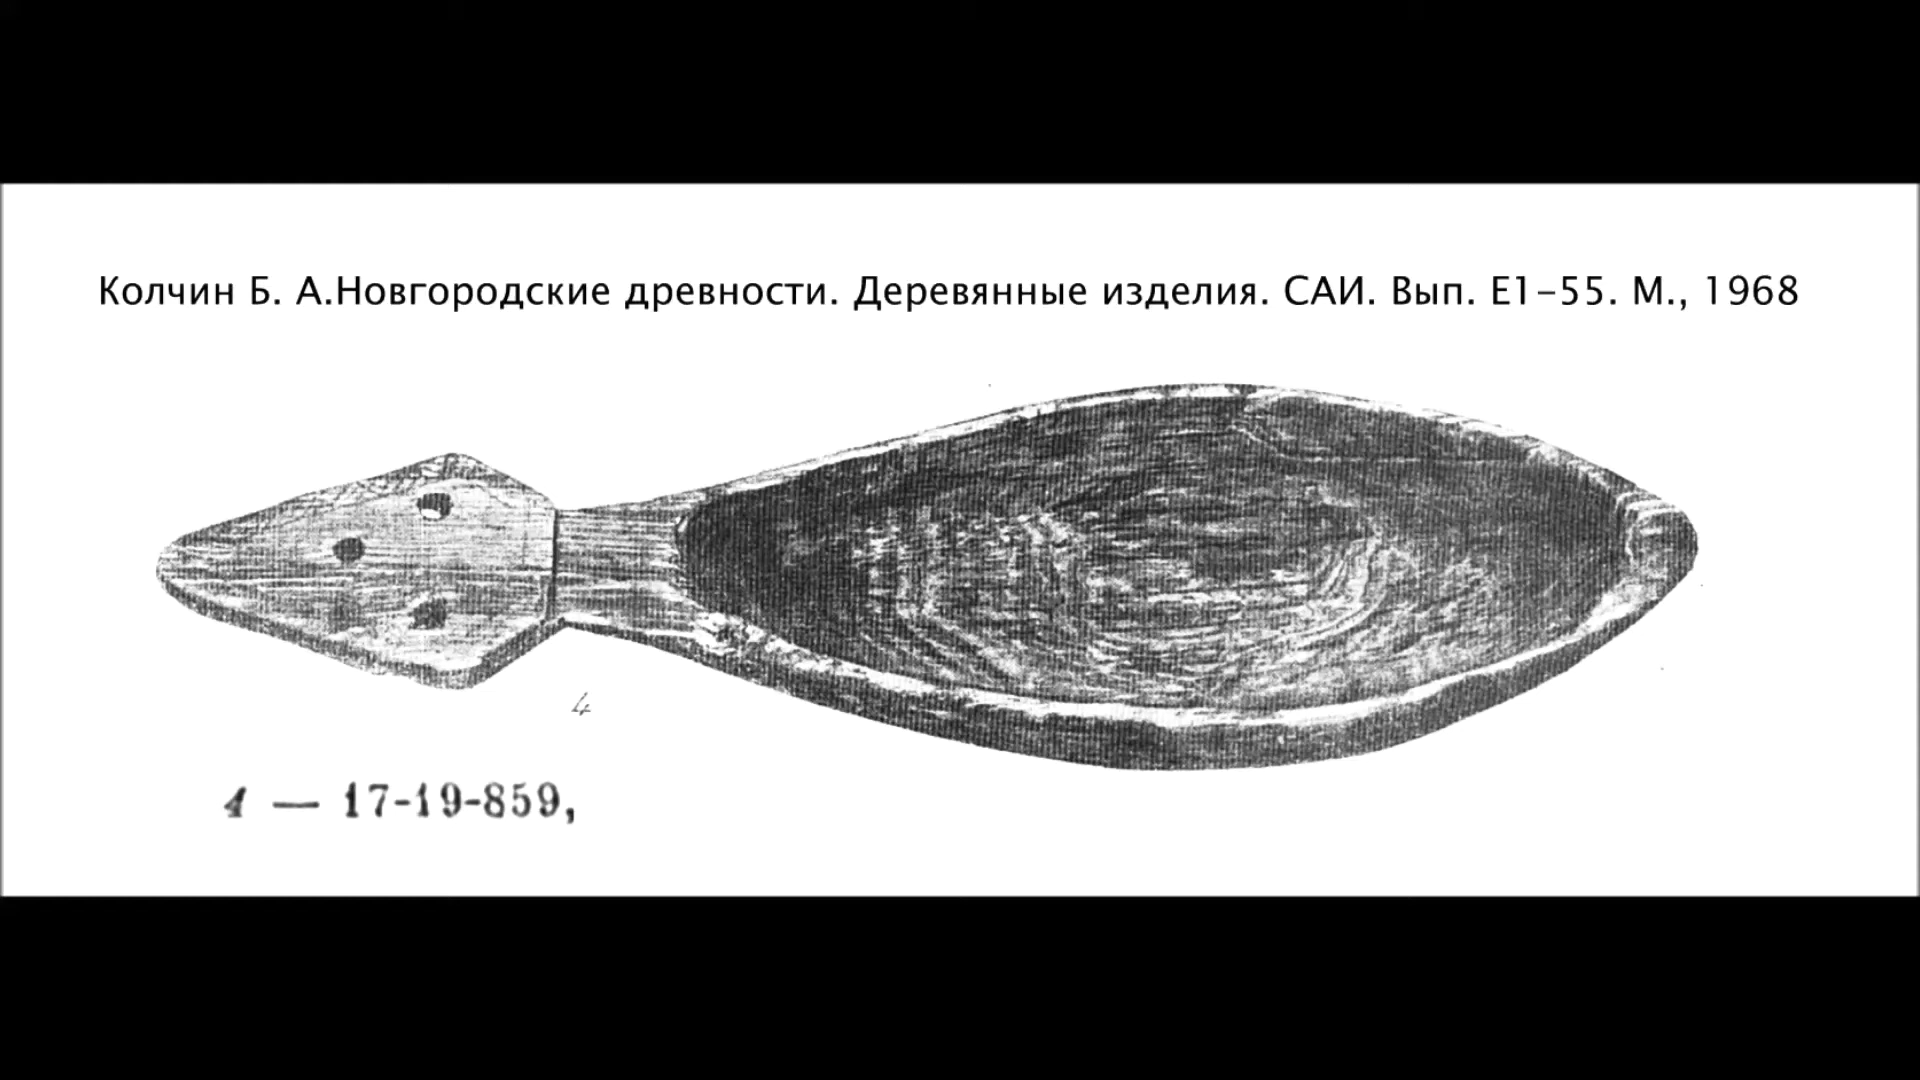 Колчин Б. А.Новгородские древности. Деревянные изделия. САИ. Вып. Е1-55. М., 1968
4
4 — 17-19-859,